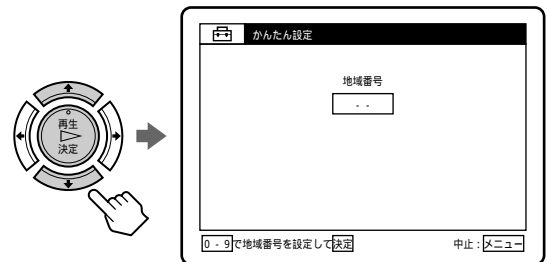 再生
決定
かんたん設定
地域番号
- -
0 - 9で地域番号を設定して決定
中止 : メニュー